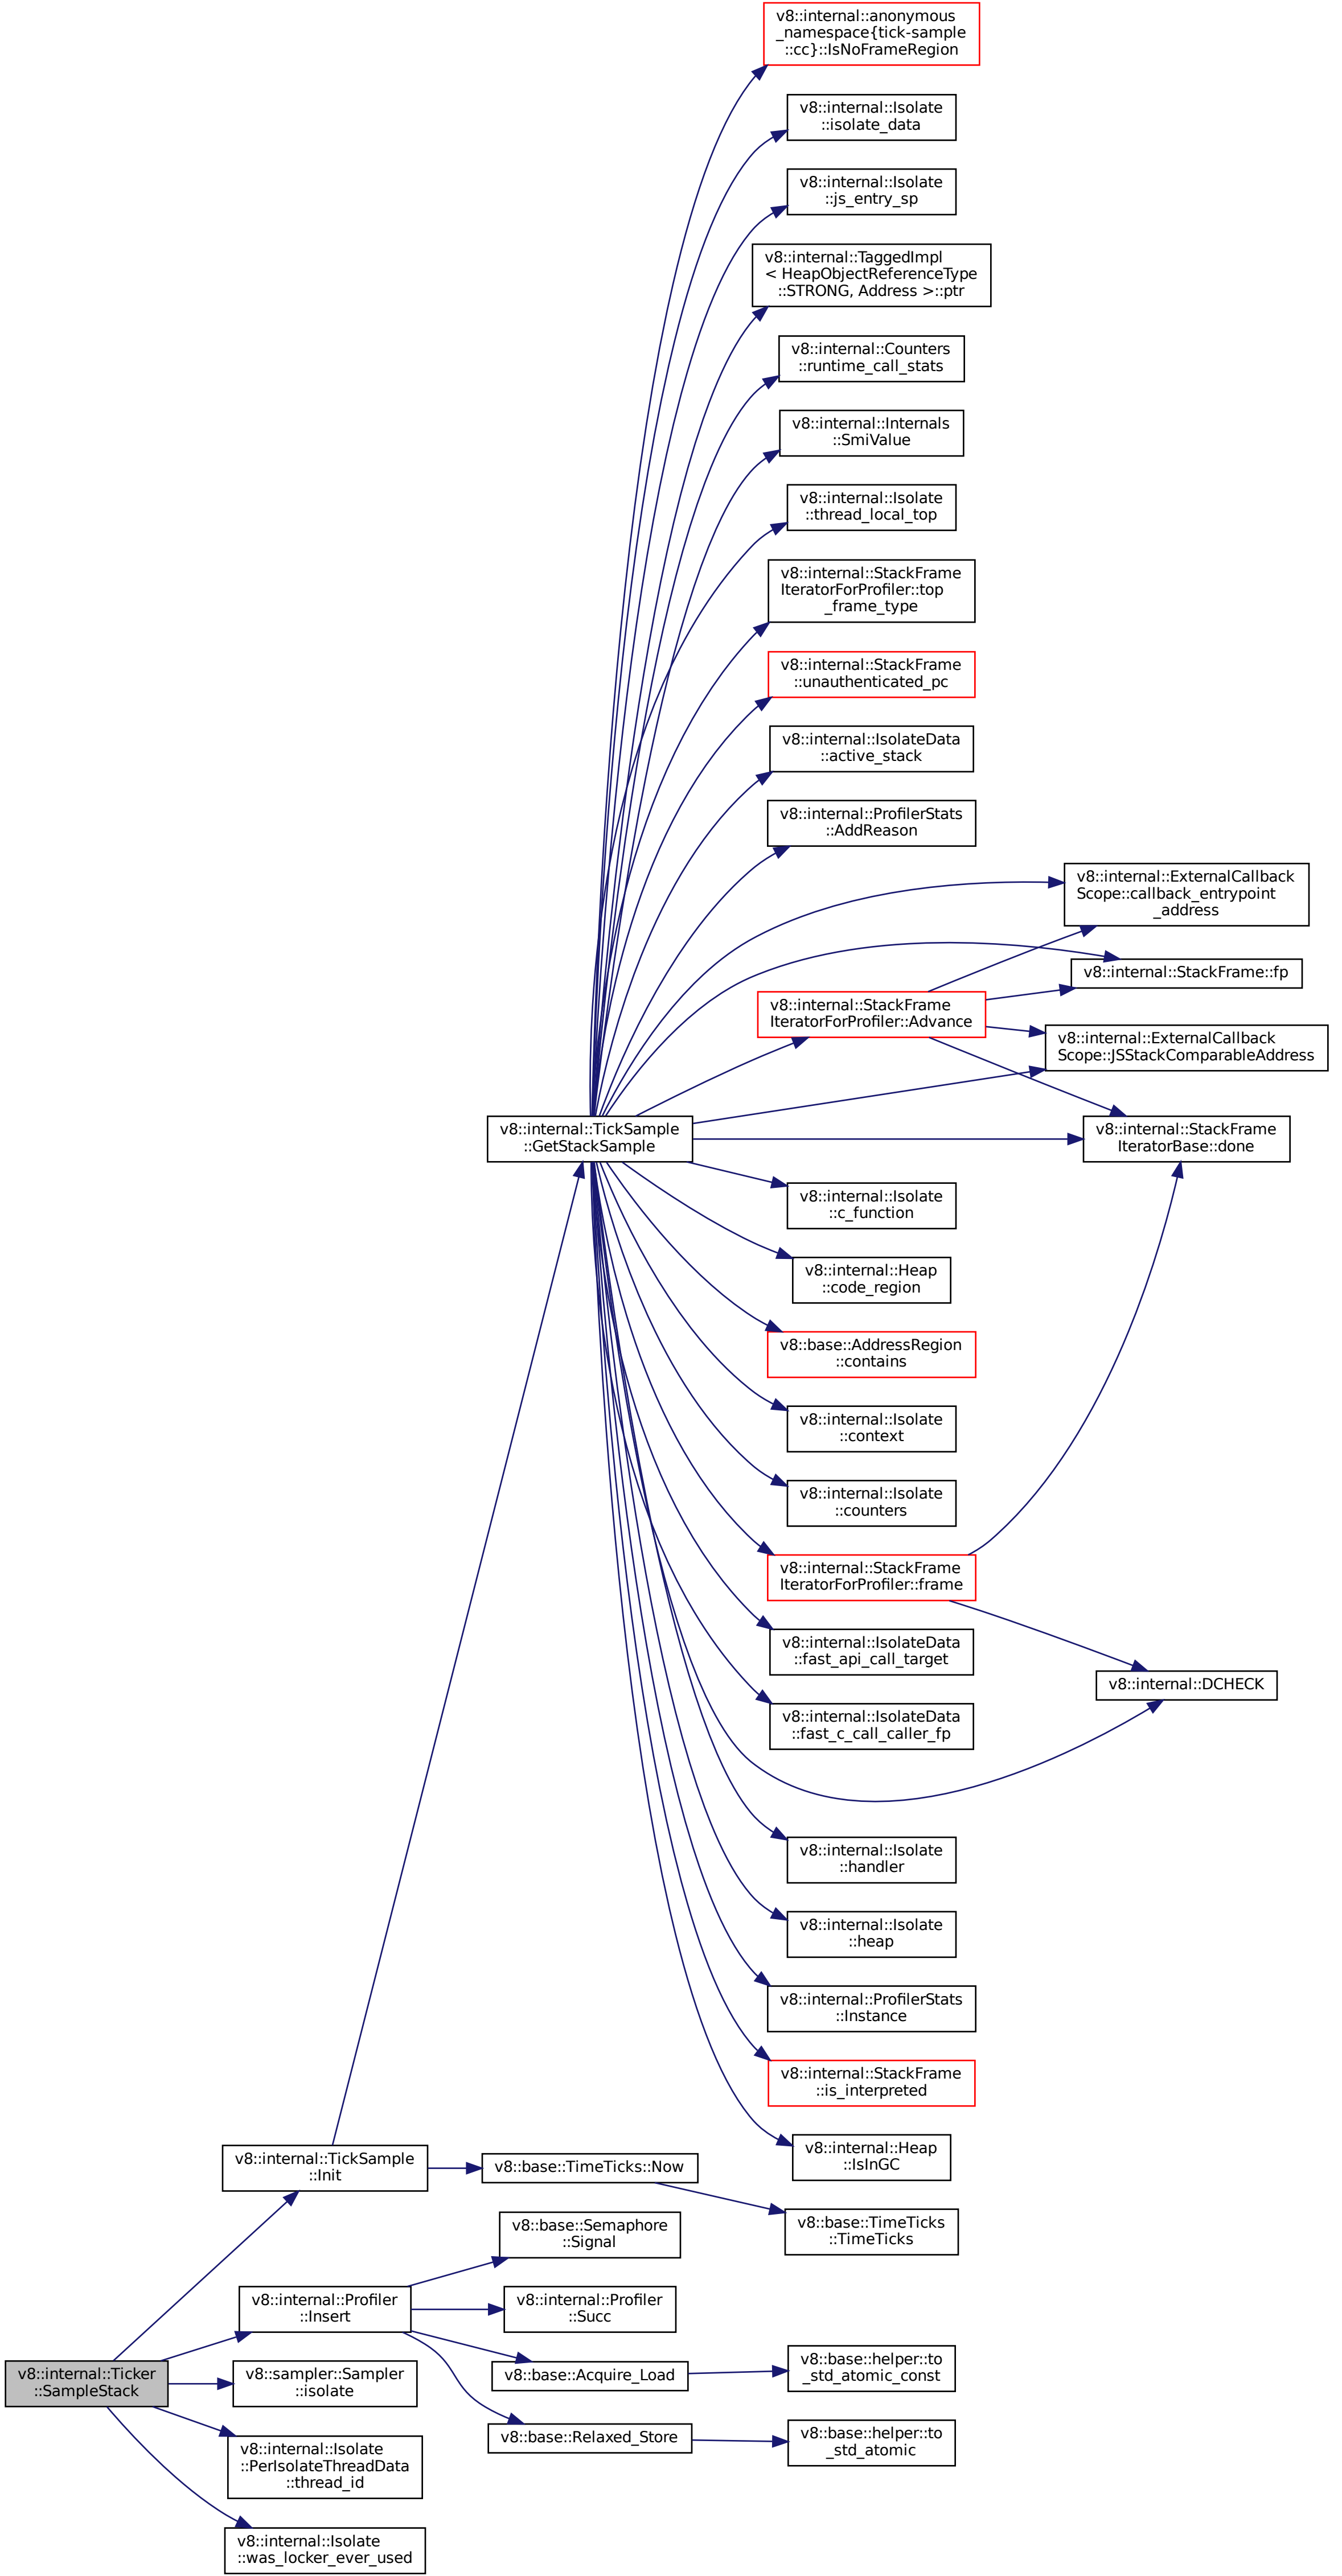 v8::internal::anonymous
_namespace{tick-sample
::cc}::IsNoFrameRegion
v8::internal::Isolate
::isolate_data
v8::internal::Isolate
::js_entry_sp
v8::internal::TaggedImpl
< HeapObjectReferenceType
::STRONG, Address >::ptr
v8::internal::Counters
::runtime_call_stats
v8::internal::Internals
::SmiValue
v8::internal::Isolate
::thread_local_top
v8::internal::StackFrame
IteratorForProfiler::top
_frame_type
v8::internal::StackFrame
::unauthenticated_pc
v8::internal::IsolateData
::active_stack
v8::internal::ProfilerStats
::AddReason
v8::internal::ExternalCallback
Scope::callback_entrypoint
_address
v8::internal::StackFrame::fp
v8::internal::StackFrame
IteratorForProfiler::Advance
v8::internal::ExternalCallback
Scope::JSStackComparableAddress
v8::internal::TickSample
::GetStackSample
v8::internal::StackFrame
IteratorBase::done
v8::internal::Isolate
::c_function
v8::internal::Heap
::code_region
v8::base::AddressRegion
::contains
v8::internal::Isolate
::context
v8::internal::Isolate
::counters
v8::internal::StackFrame
IteratorForProfiler::frame
v8::internal::IsolateData
::fast_api_call_target
v8::internal::DCHECK
v8::internal::IsolateData
::fast_c_call_caller_fp
v8::internal::Isolate
::handler
v8::internal::Isolate
::heap
v8::internal::ProfilerStats
::Instance
v8::internal::StackFrame
::is_interpreted
v8::internal::Heap
::IsInGC
v8::internal::TickSample
::Init
v8::base::TimeTicks::Now
v8::base::TimeTicks
::TimeTicks
v8::base::Semaphore
::Signal
v8::internal::Profiler
::Insert
v8::internal::Profiler
::Succ
v8::internal::Ticker
::SampleStack
v8::sampler::Sampler
::isolate
v8::base::Acquire_Load
v8::base::helper::to
_std_atomic_const
v8::base::Relaxed_Store
v8::base::helper::to
_std_atomic
v8::internal::Isolate
::PerIsolateThreadData
::thread_id
v8::internal::Isolate
::was_locker_ever_used